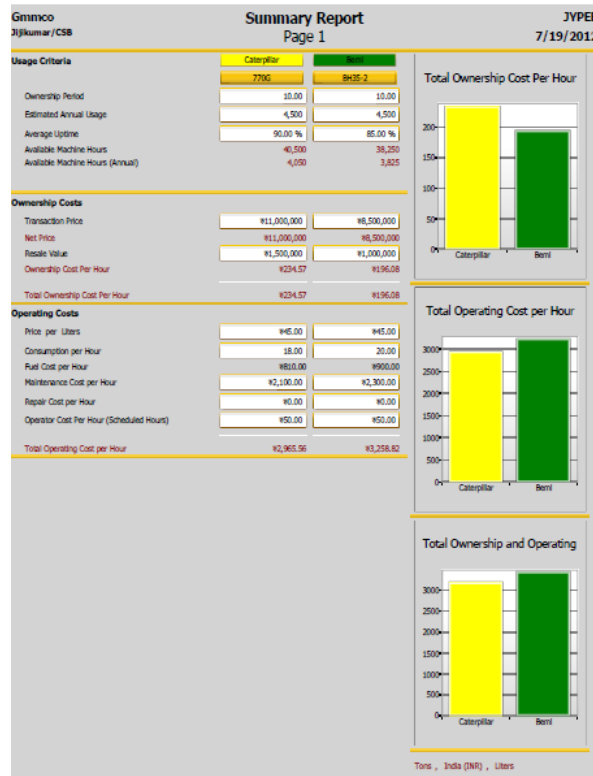 Gmmco Summary Report JYPE
Jijikumar/CSB Page 1 7/19/201
Usage Criteria Caterpillar Beml
770G BH35-2
Ownership Period 10.00 10.00
Estimated Annual Usage 4,500 4,500
Average Uptime 90.00 % 85.00 %
Available Machine Hours 40,500 38,250
Available Machine Hours (Annual) 4,050 3,825
Ownership Costs
Transaction Price ¥11,000,000 ¥8,500,000
Net Price ¥11,000,000 ¥8,500,000
Resale Value ¥1,500,000 ¥1,000,000
Ownership Cost Per Hour ¥234.57 ¥196.08
Total Ownership Cost Per Hour ¥234.57 ¥196.08
Operating Costs
Price per Liters ¥45.00 ¥45.00
Consumption per Hour 18.00 20.00
Fuel Cost per Hour ¥810.00 ¥900.00
Maintenance Cost per Hour ¥2,100.00 ¥2,300.00
Repair Cost per Hour ¥0.00 ¥0.00
Operator Cost Per Hour (Scheduled Hours) ¥50.00 ¥50.00
Total Operating Cost per Hour ¥2,965.56 ¥3,258.82
Total Ownership Cost Per Hour
200
150
100
50
0
Caterpillar Beml
Total Operating Cost per Hour
3000
2500
2000
1500
1000
500
0
Caterpillar Beml
Total Ownership and Operating
3000
2500
2000
1500
1000
500
0
Caterpillar Beml
Tons , India (INR) , Liters